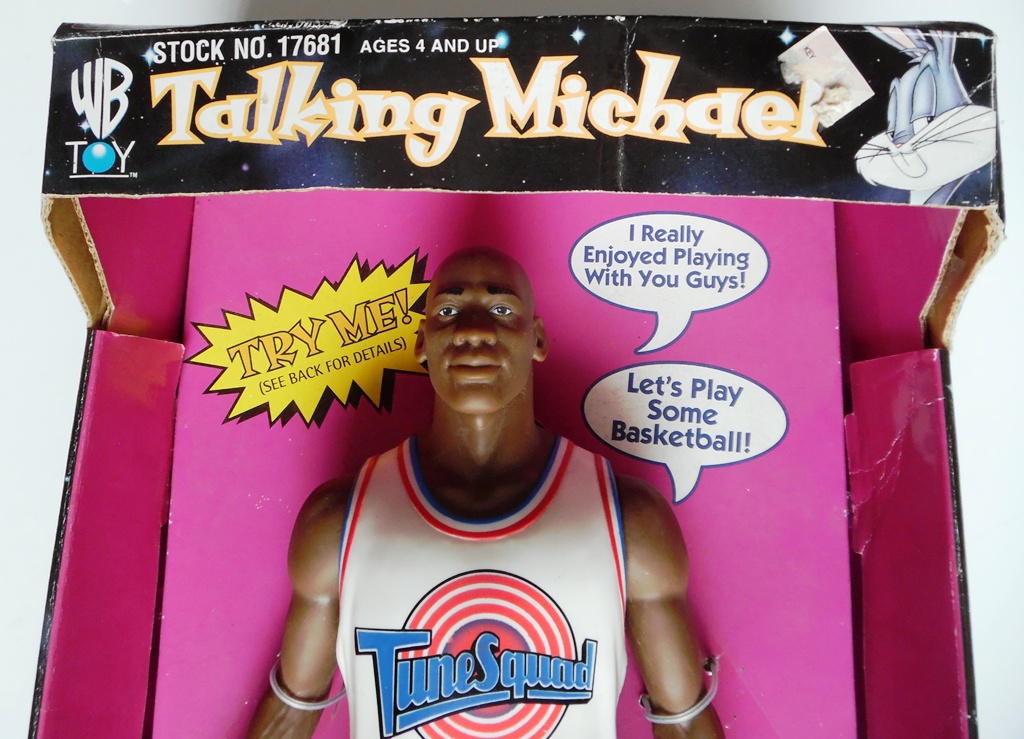 STOCK NO. 17681 AGES 4 AND UP
WB
TOY™
Talking Michael
TRY ME!
(SEE BACK FOR DETAILS)
I Really
Enjoyed Playing
With You Guys!
Let's Play
Some
Basketball!
TuneSquad